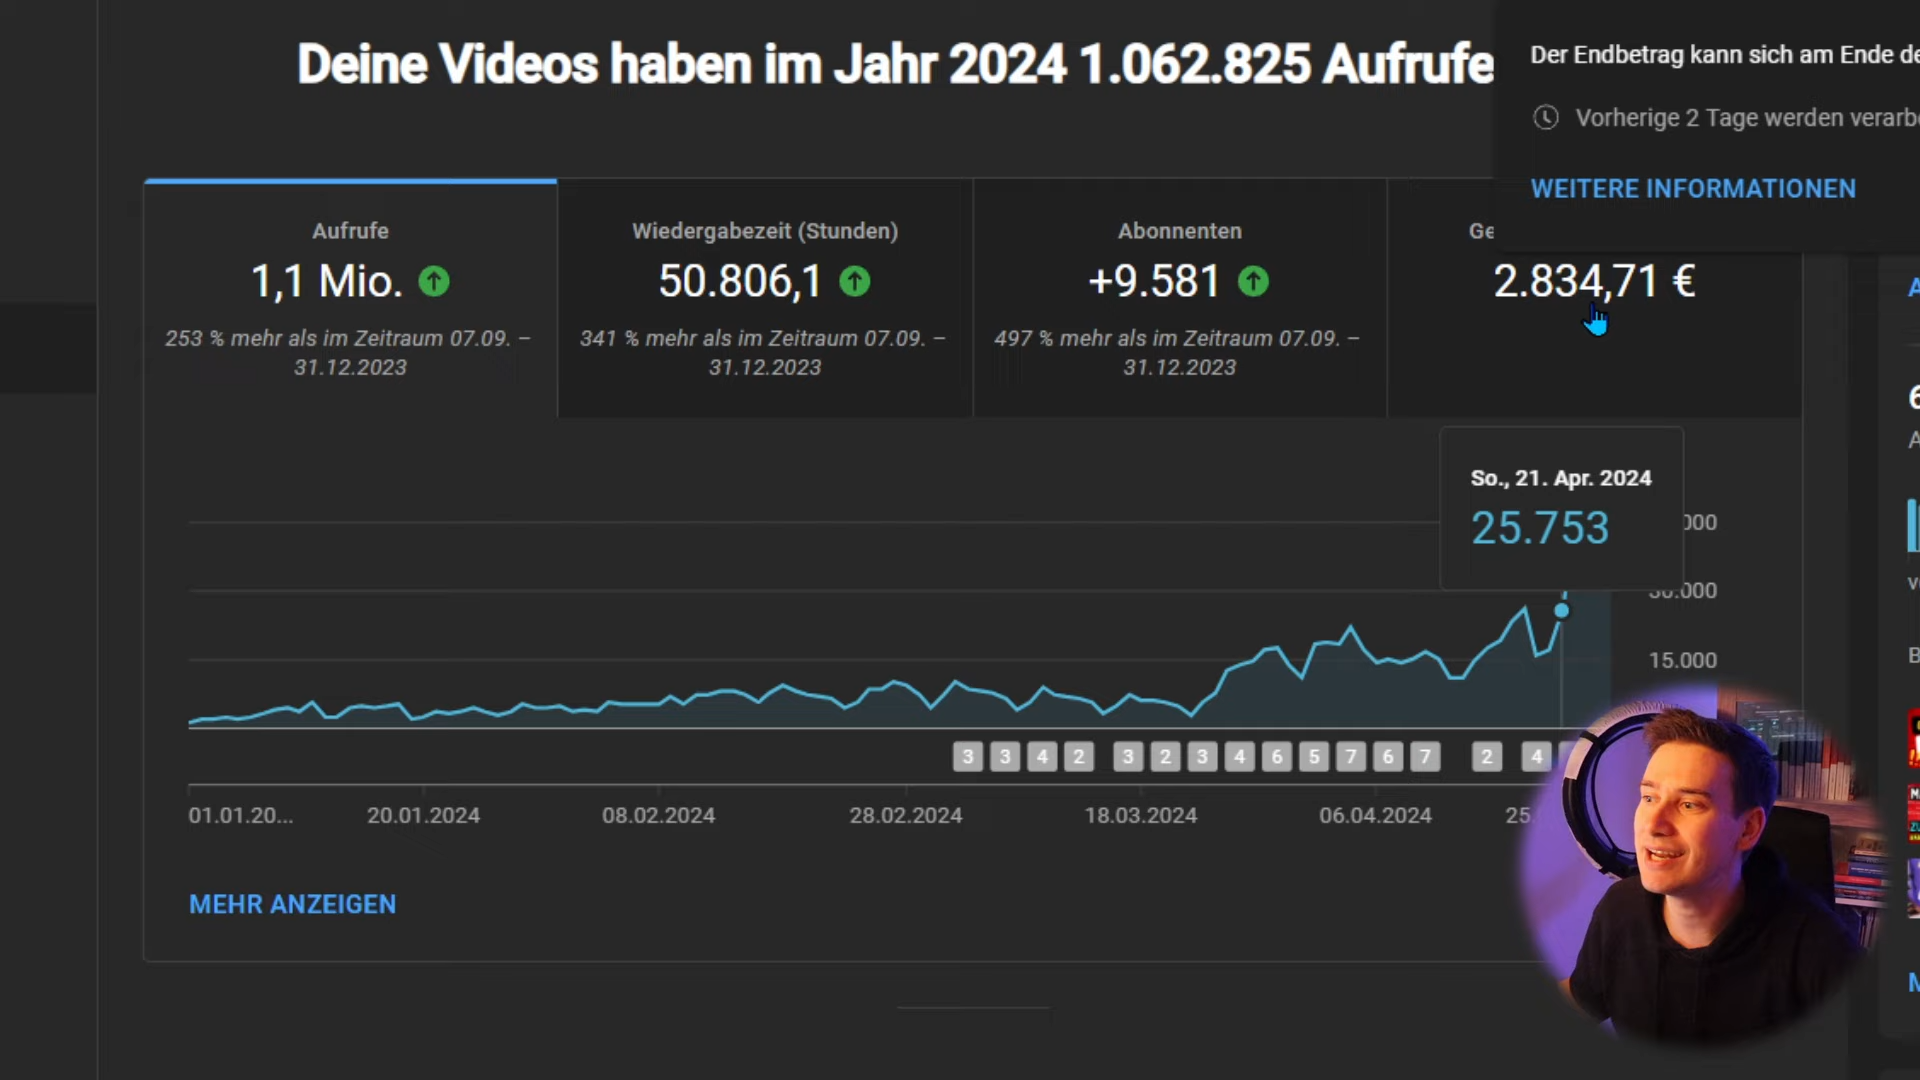 Deine Videos haben im Jahr 2024 1.062.825 Aufrufe
Der Endbetrag kann sich am Ende
Vorherige 2 Tage werden
WEITERE INFORMATIONEN
Aufrufe
1,1 Mio.
253 % mehr als im Zeitraum 07.09. –
31.12.2023
Wiedergabezeit (Stunden)
50.806,1
341 % mehr als im Zeitraum 07.09. –
31.12.2023
Abonnenten
+9.581
497 % mehr als im Zeitraum 07.09. –
31.12.2023
2.834,71 €
So., 21. Apr. 2024
25.753
15.000
3 3 4 2 3 2 3 4 6 5 7 6 7 2 4
01.01.20... 20.01.2024 08.02.2024 28.02.2024 18.03.2024 06.04.2024
MEHR ANZEIGEN